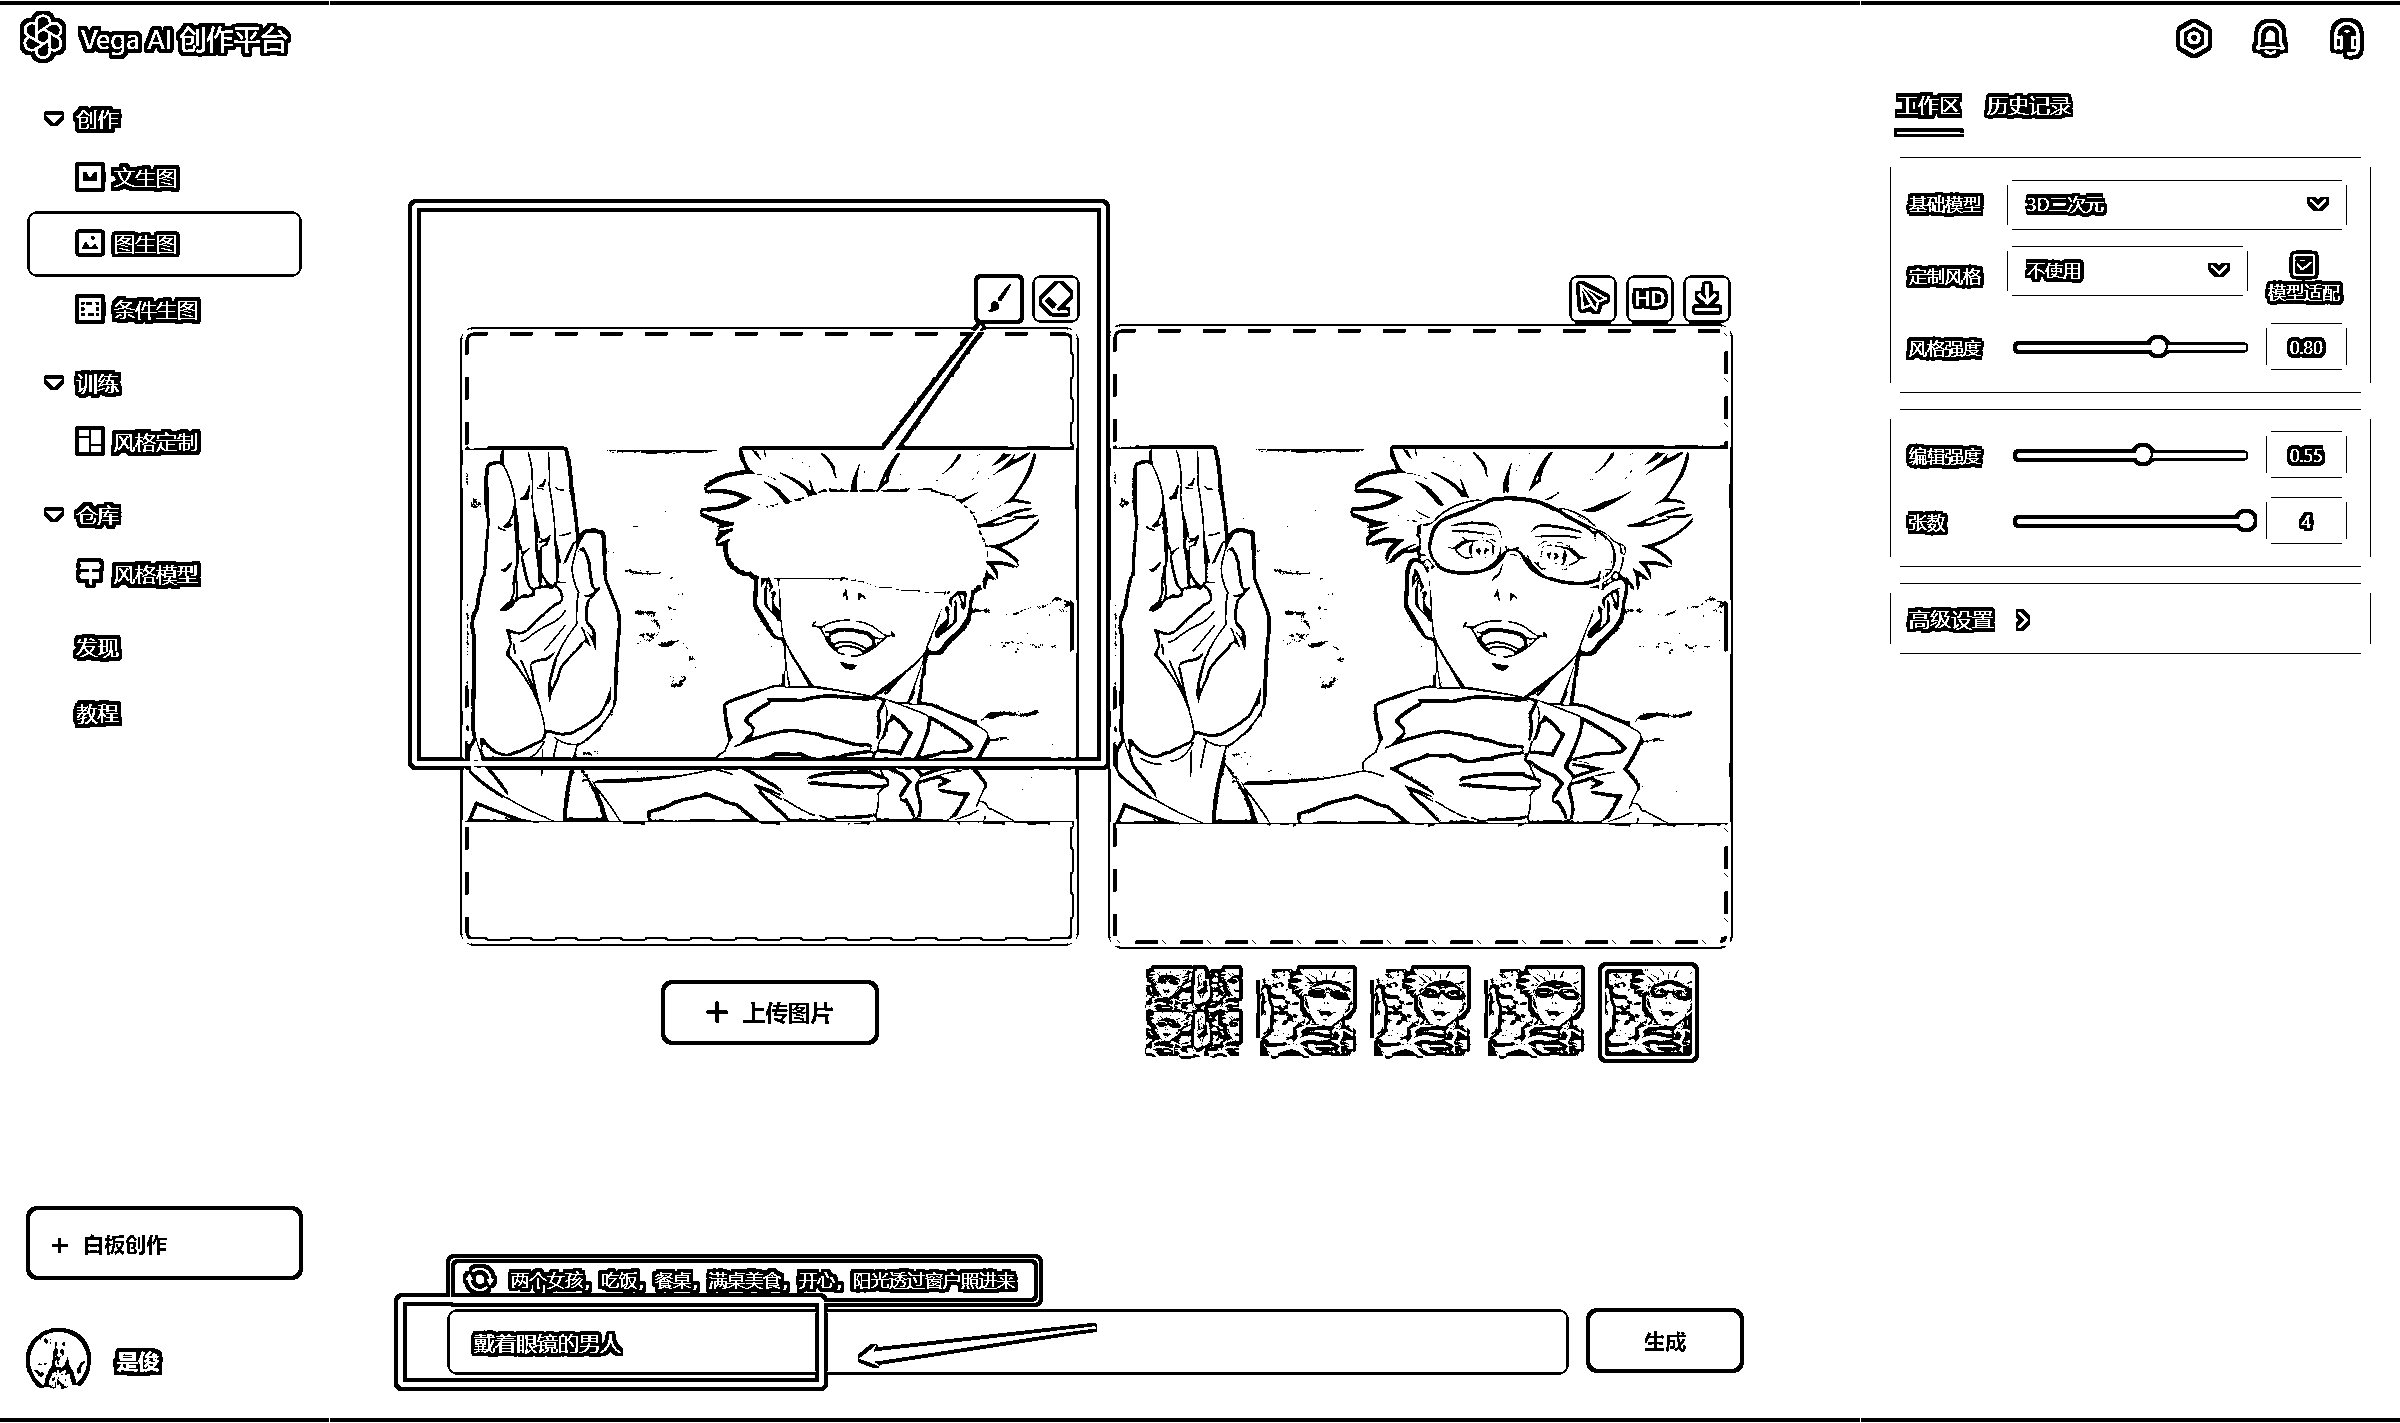 Vega AI 创作平台
创作
文生图
图生图
条件生图
训练
风格定制
仓库
风格模型
发现
教程
+ 白板创作
是俊
HD
+ 上传图片
两个女孩，吃饭，餐桌，满桌美食，开心，阳光透过窗户照进来
戴着眼镜的男人
生成
工作区 历史记录
基础模型 3D二次元
定制风格 不使用
模型适配
风格强度 0.80
编辑强度 0.55
张数 4
高级设置